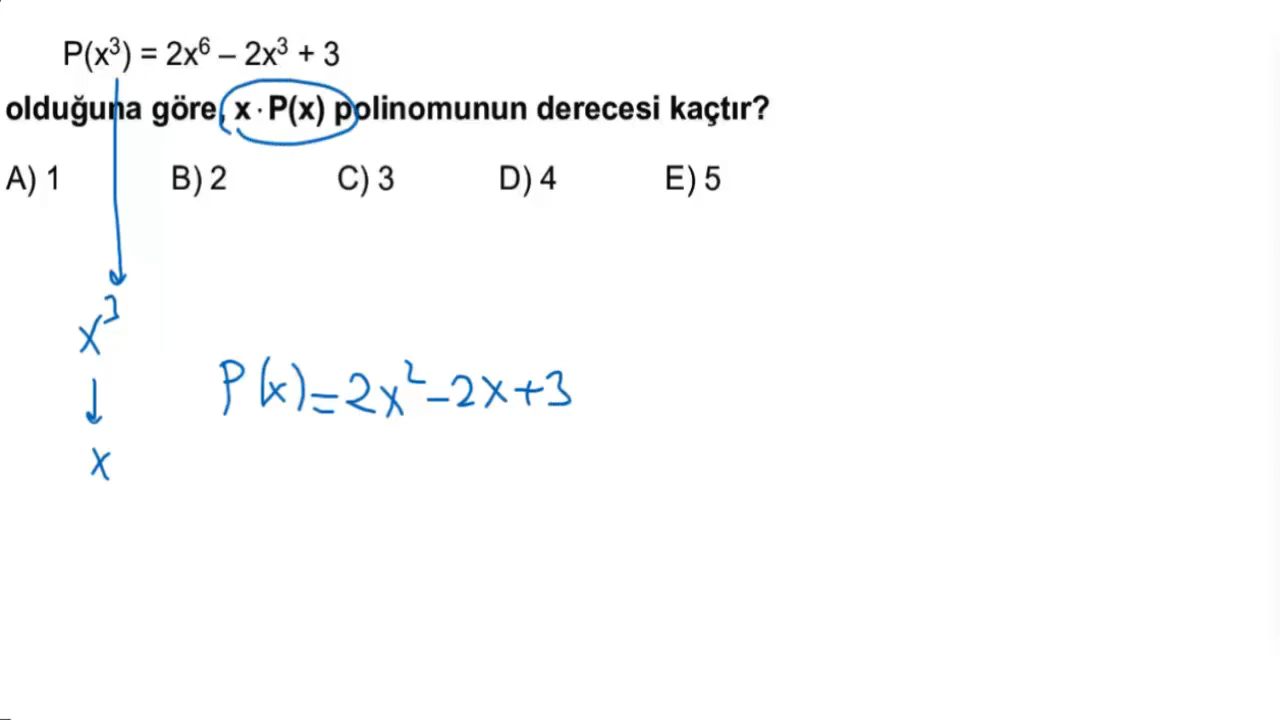 P(x³) = 2x⁶ – 2x³ + 3
olduğuna göre, x · P(x) polinomunun derecesi kaçtır?
A) 1 B) 2 C) 3 D) 4 E) 5
x³
↓
x
P(x) = 2x² – 2x + 3